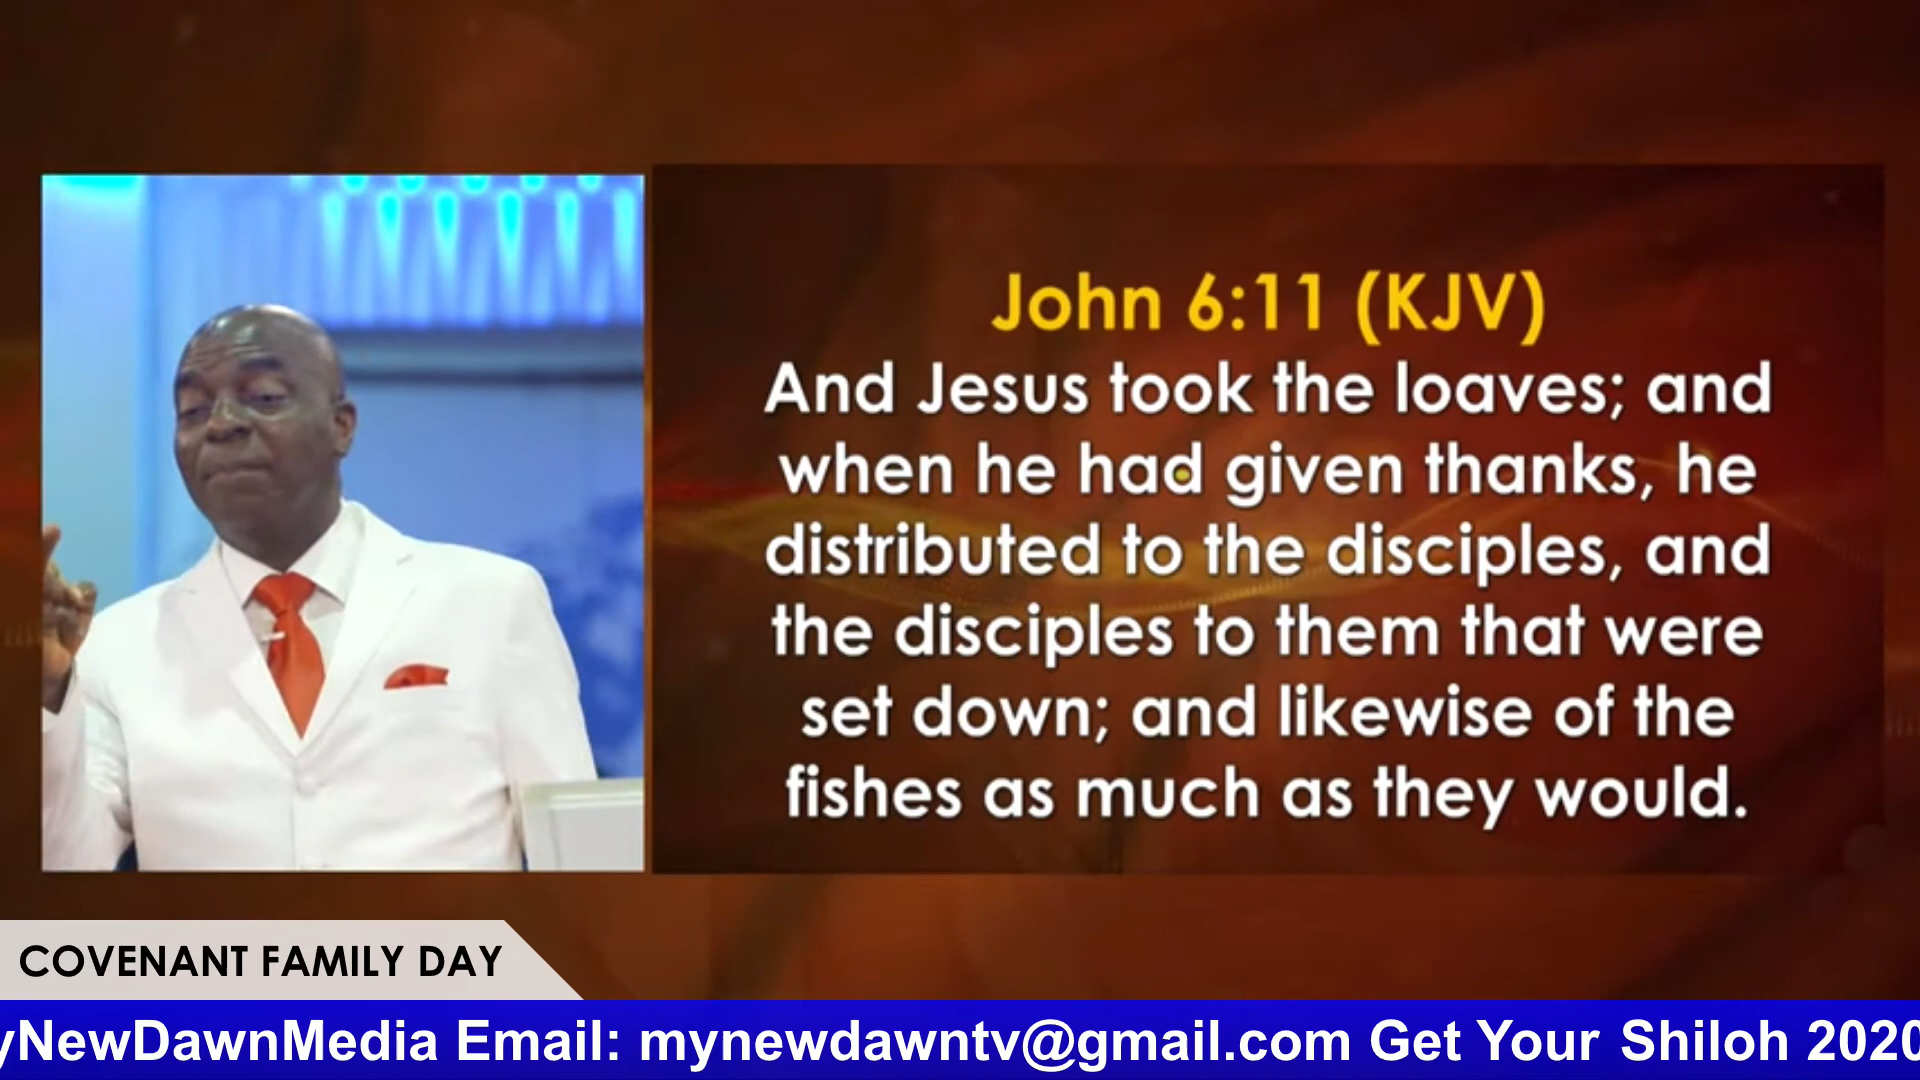 John 6:11 (KJV)
And Jesus took the loaves; and
when he had given thanks, he
distributed to the disciples, and
the disciples to them that were
set down; and likewise of the
fishes as much as they would.
COVENANT FAMILY DAY
yNewDawnMedia Email: mynewdawntv@gmail.com Get Your Shiloh 2020